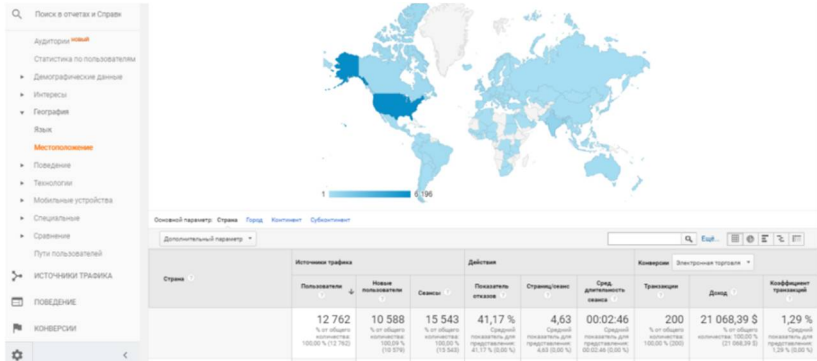 Поиск в отчетах и Справк
Аудитории новый
Статистика по пользователям
Демографические данные
Интересы
География
Язык
Местоположение
Поведение
Технологии
Мобильные устройства
Специальные
Сравнение
Пути пользователей
ИСТОЧНИКИ ТРАФИКА
ПОВЕДЕНИЕ
КОНВЕРСИИ
1 6 196
Основной параметр: Страна Город Континент Субконтинент
Дополнительный параметр
Ещё...
Источники трафика Действия Конверсии Электронная торговля
Страна
Пользователи Новые пользователи Сеансы Показатель отказов Страниц/сеанс Сред. длительность сеанса Транзакции Доход Коэффициент транзакций
12 762 10 588 15 543 41,17 % 4,63 00:02:46 200 21 068,39 $ 1,29 %
% от общего количества: 100,00 % (12 762)
% от общего количества: 100,09 % (10 579)
% от общего количества: 100,00 % (15 543)
Средний показатель для представления: 41,17 % (0,00 %)
Средний показатель для представления: 4,63 (0,00 %)
Средний показатель для представления: 00:02:46 (0,00 %)
% от общего количества: 100,00 % (200)
% от общего количества: 100,00 % (21 068,39 $)
Средний показатель для представления: 1,29 % (0,00 %)